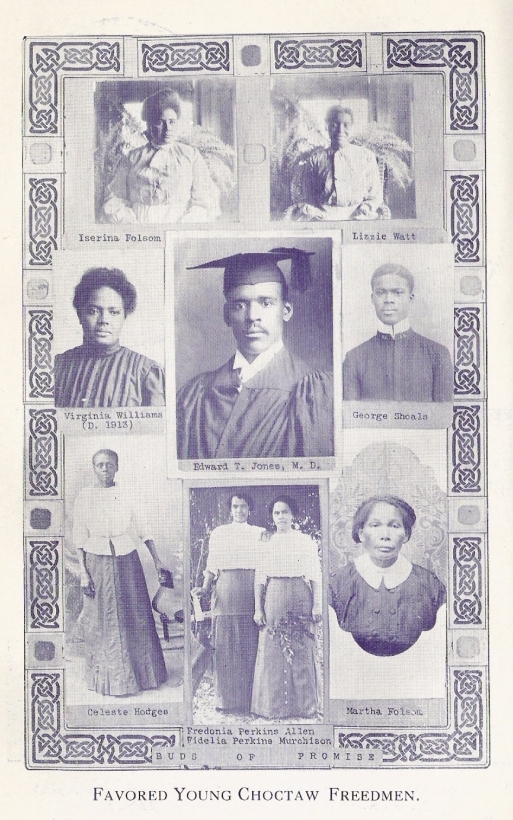 Iserina Folsom
Lizzie Watt
Virginia Williams
(D. 1913)
Edward T. Jones, M. D.
George Shoals
Celeste Hodges
Fredonia Perkins Allen
Fidelia Perkins Murchison
Martha Folsom
BUDS OF PROMISE
FAVORED YOUNG CHOCTAW FREEDMEN.